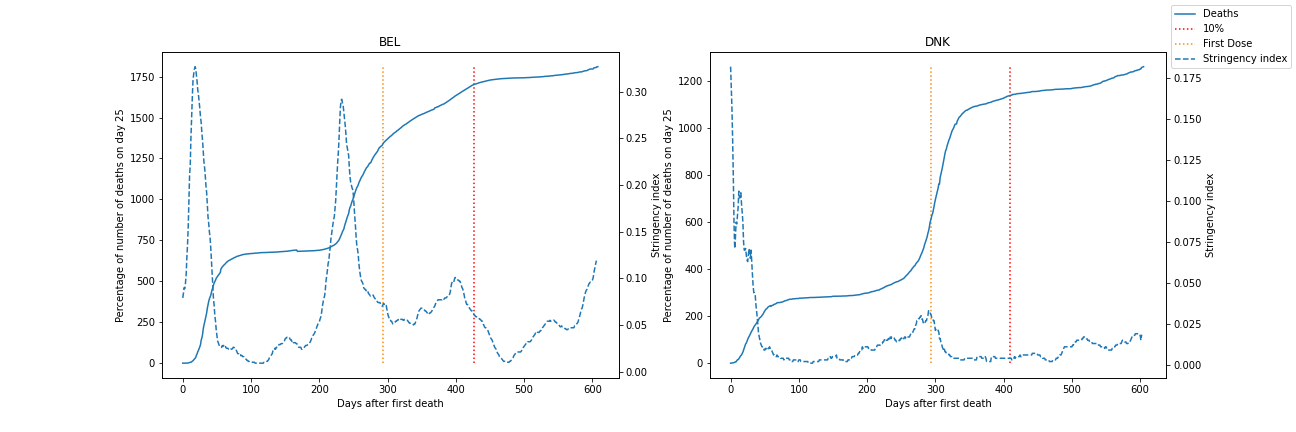 Deaths
10%
First Dose
Stringency index
BEL
DNK
Percentage of number of deaths on day 25
1750
1500
1250
1000
750
500
250
0
0.30
0.25
0.20
0.15
0.10
0.05
0.00
Stringency index
0 100 200 300 400 500 600
Days after first death
Percentage of number of deaths on day 25
1200
1000
800
600
400
200
0
0.175
0.150
0.125
0.100
0.075
0.050
0.025
0.000
Stringency index
0 100 200 300 400 500 600
Days after first death